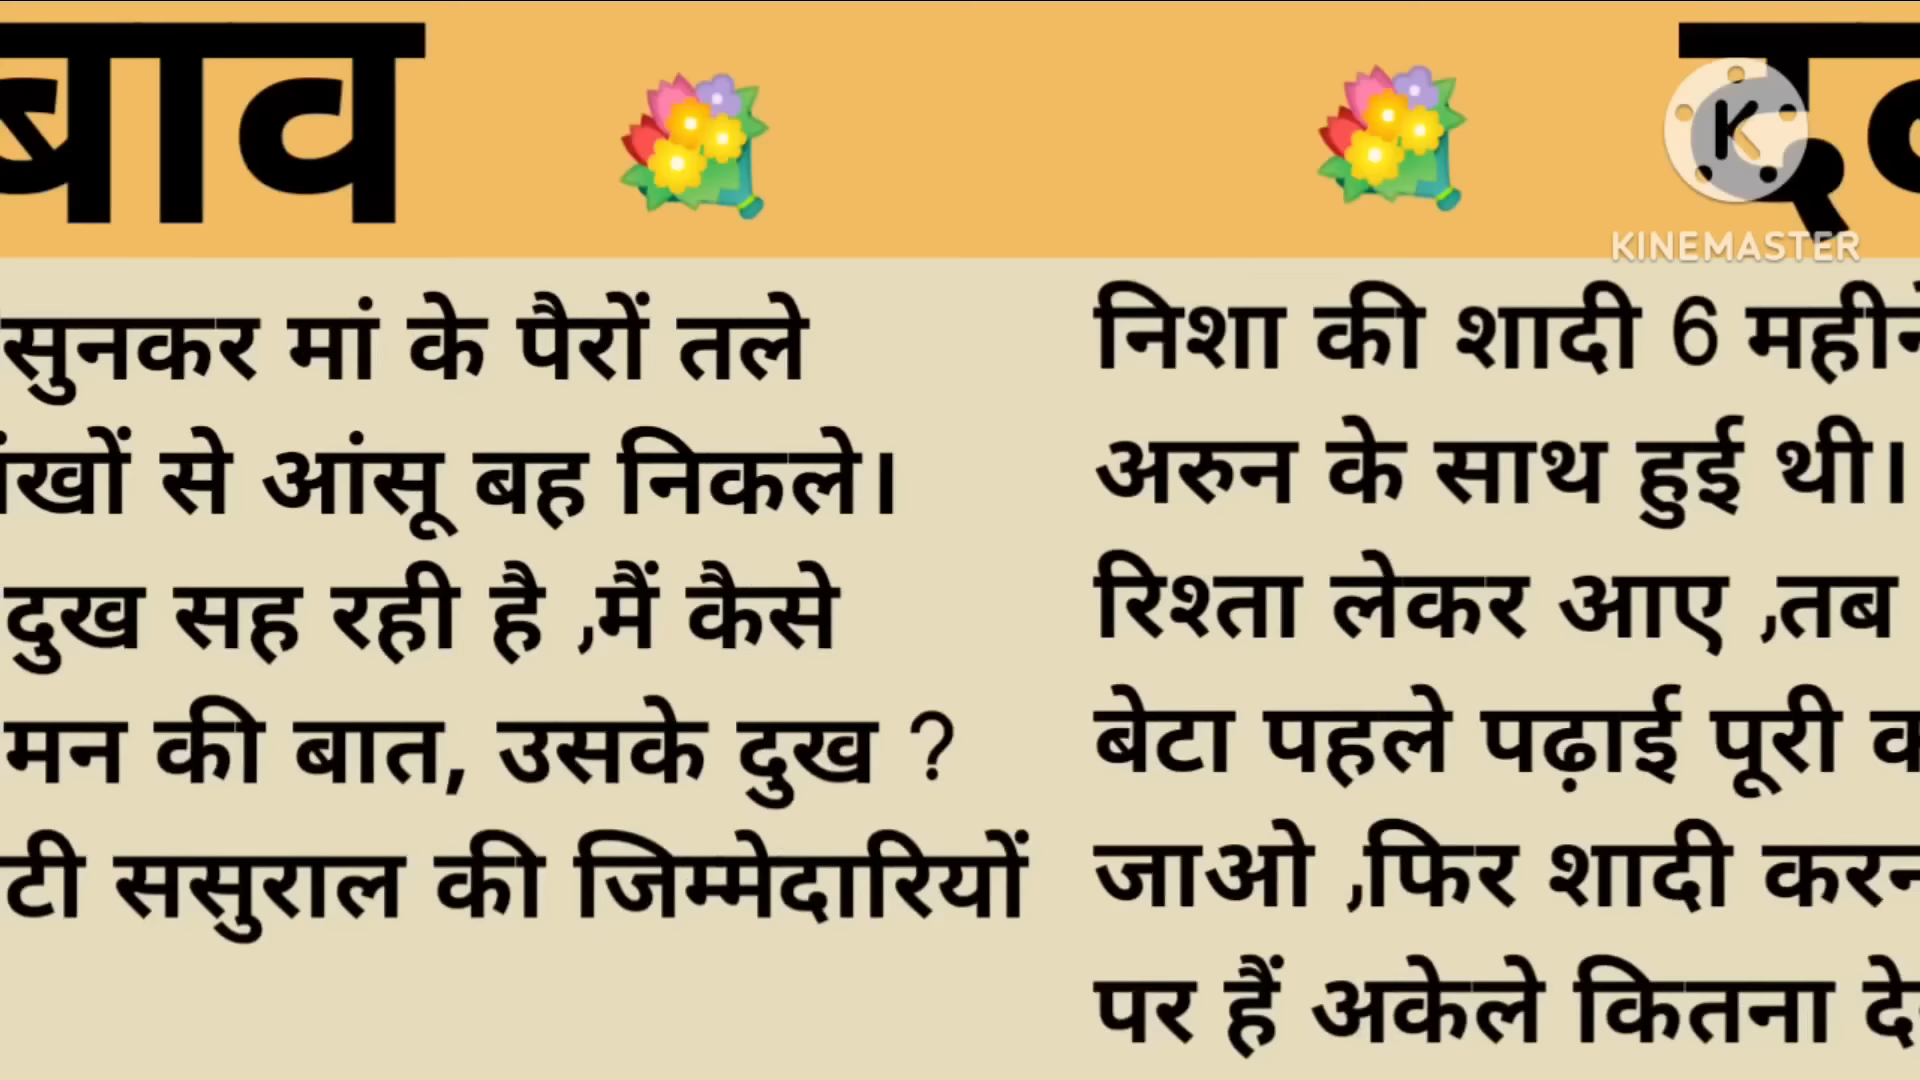 बाव
सुनकर मां के पैरों तले
ंखों से आंसू बह निकले।
दुख सह रही है ,मैं कैसे
मन की बात, उसके दुख ?
टी ससुराल की जिम्मेदारियों
KINEMASTER
निशा की शादी 6 महीने
अरुन के साथ हुई थी।
रिश्ता लेकर आए ,तब
बेटा पहले पढ़ाई पूरी
जाओ ,फिर शादी करन
पर हैं अकेले कितना